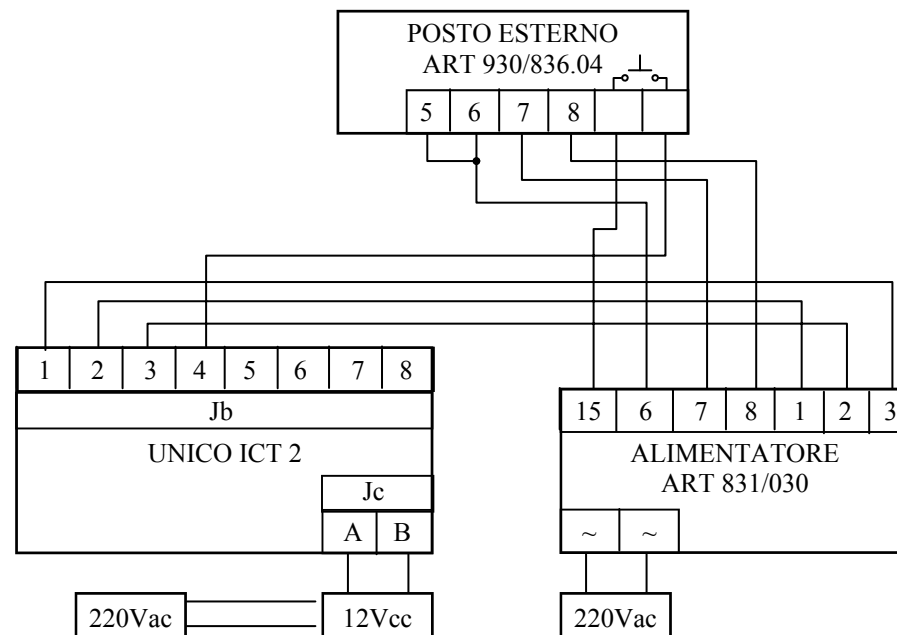 POSTO ESTERNO
ART 930/836.04
5 6 7 8
1 2 3 4 5 6 7 8
Jb
UNICO ICT 2
Jc
A B
220Vac
12Vcc
15 6 7 8 1 2 3
ALIMENTATORE
ART 831/030
~ ~
220Vac